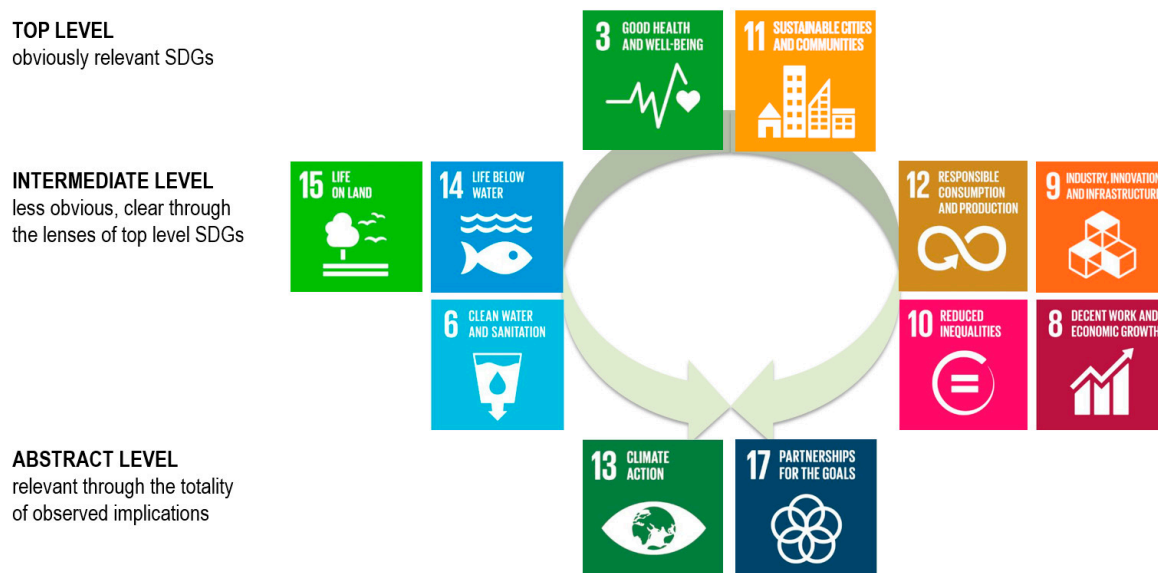 TOP LEVEL
obviously relevant SDGs
3 GOOD HEALTH
AND WELL-BEING
11 SUSTAINABLE CITIES
AND COMMUNITIES
INTERMEDIATE LEVEL
less obvious, clear through
the lenses of top level SDGs
15 LIFE
ON LAND
14 LIFE BELOW
WATER
12 RESPONSIBLE
CONSUMPTION
AND PRODUCTION
9 INDUSTRY, INNOVATION
AND INFRASTRUCTURE
6 CLEAN WATER
AND SANITATION
10 REDUCED
INEQUALITIES
8 DECENT WORK AND
ECONOMIC GROWTH
ABSTRACT LEVEL
relevant through the totality
of observed implications
13 CLIMATE
ACTION
17 PARTNERSHIPS
FOR THE GOALS